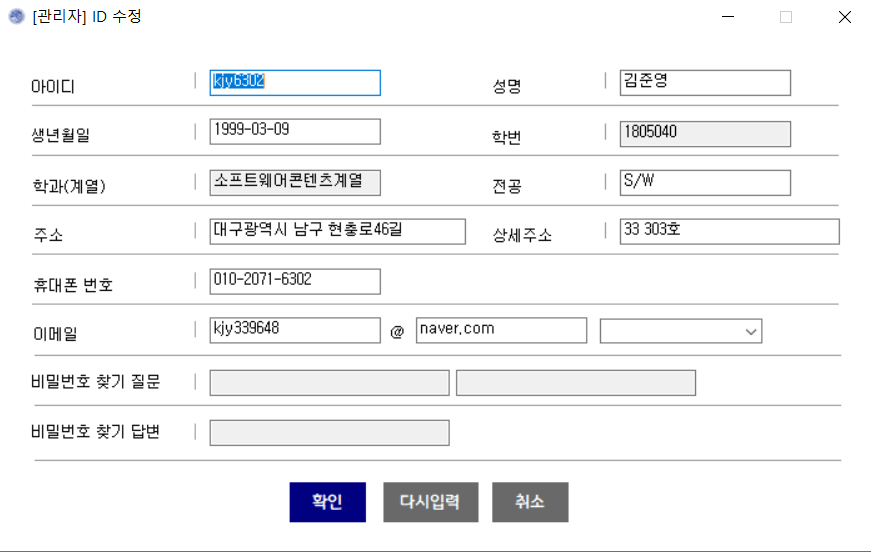 [관리자] ID 수정
아이디 kjy6302 성명 김준영
생년월일 1999-03-09 학번 1805040
학과(계열) 소프트웨어콘텐츠계열 전공 S/W
주소 대구광역시 남구 현충로46길 상세주소 33 303호
휴대폰 번호 010-2071-6302
이메일 kjy339648 @ naver.com
비밀번호 찾기 질문
비밀번호 찾기 답변
확인 다시입력 취소